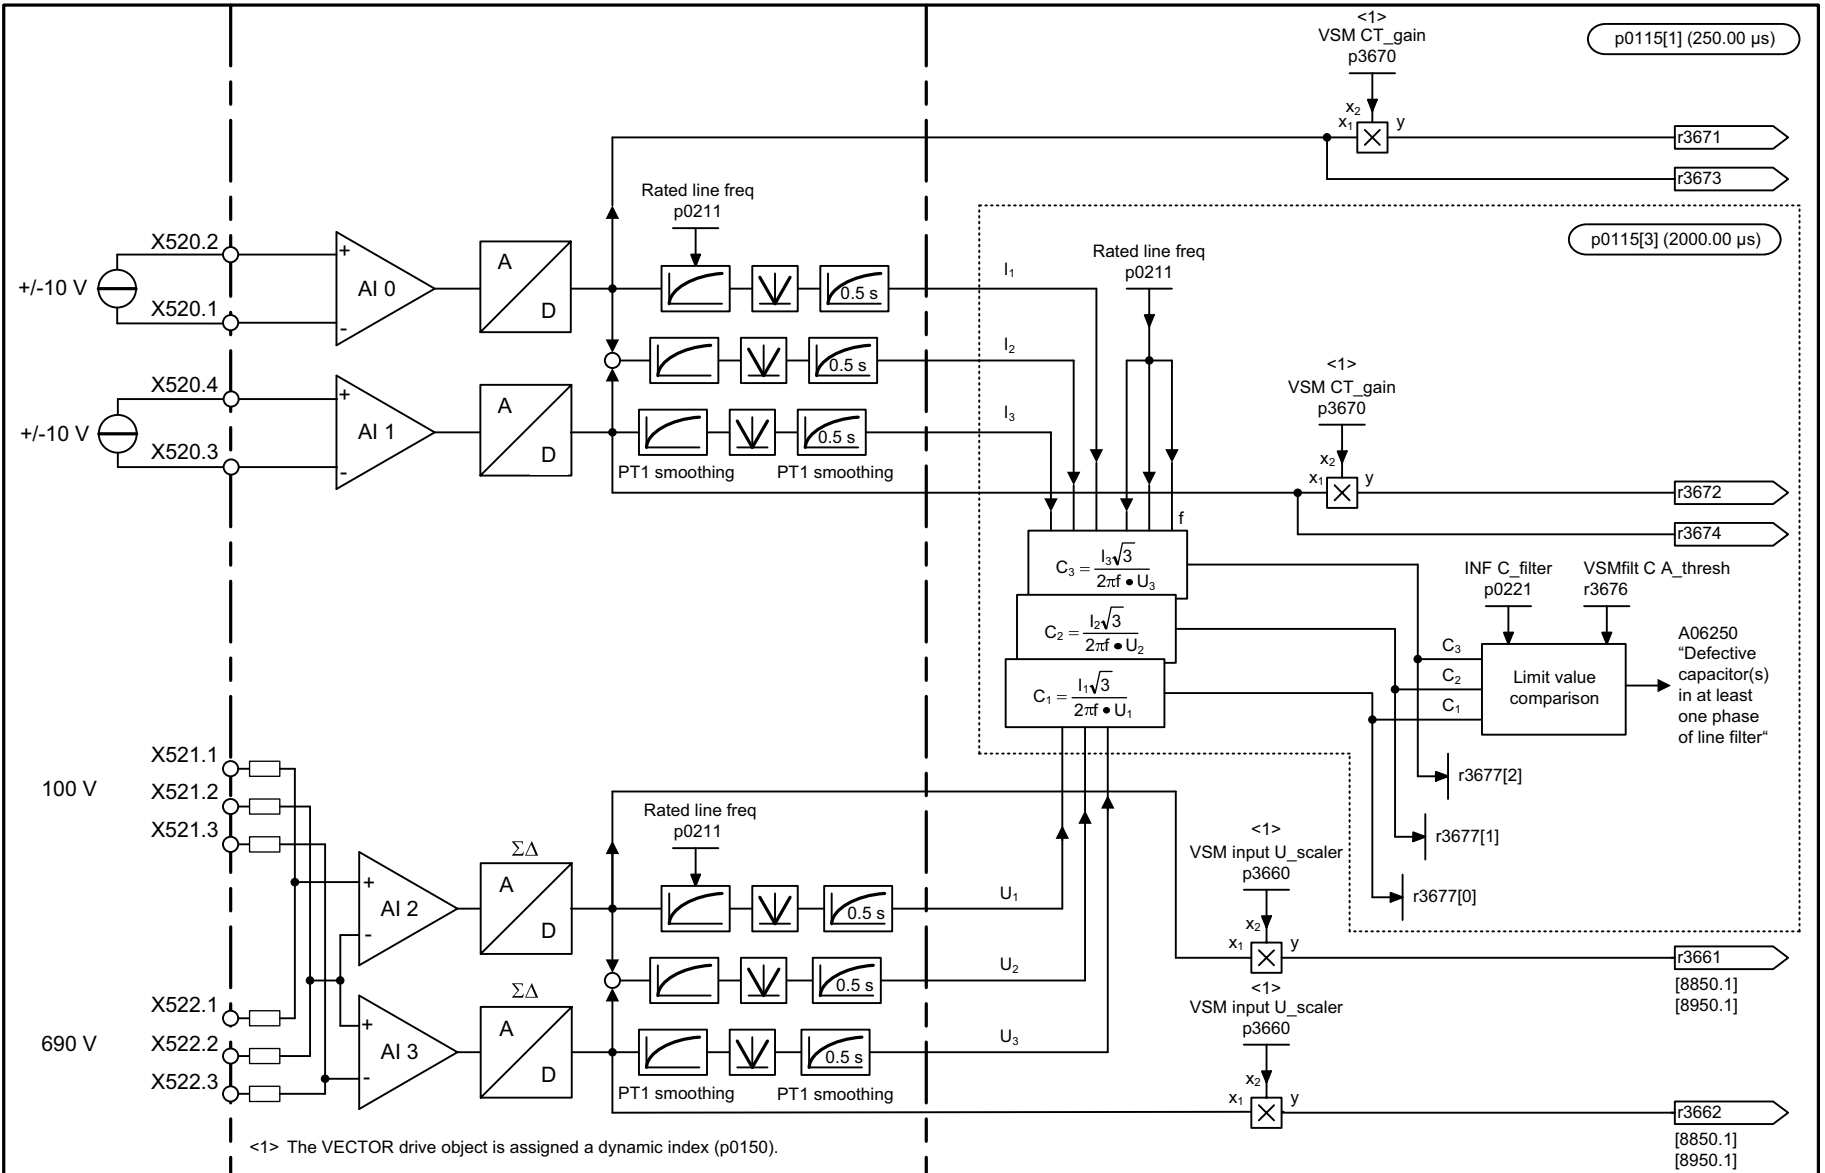 <1>
VSM CT_gain
p3670
p0115[1] (250.00 µs)
x2
x1
y
r3671
r3673
Rated line freq
p0211
p0115[3] (2000.00 µs)
X520.2
+/-10 V
X520.1
+
-
AI 0
A
D
0.5 s
I1
Rated line freq
p0211
0.5 s
I2
X520.4
+/-10 V
X520.3
+
-
AI 1
A
D
0.5 s
I3
PT1 smoothing
PT1 smoothing
<1>
VSM CT_gain
p3670
x2
x1
y
r3672
r3674
f
C3 = I3√3 / 2πf • U3
C2 = I2√3 / 2πf • U2
C1 = I1√3 / 2πf • U1
INF C_filter
p0221
VSMfilt C A_thresh
r3676
C3
C2
C1
Limit value
comparison
A06250
“Defective
capacitor(s)
in at least
one phase
of line filter“
r3677[2]
r3677[1]
r3677[0]
100 V
X521.1
X521.2
X521.3
Rated line freq
p0211
ΣΔ
+
-
AI 2
A
D
0.5 s
U1
0.5 s
U2
<1>
VSM input U_scaler
p3660
x2
x1
y
r3661
[8850.1]
[8950.1]
690 V
X522.1
X522.2
X522.3
ΣΔ
+
-
AI 3
A
D
0.5 s
U3
PT1 smoothing
PT1 smoothing
<1>
VSM input U_scaler
p3660
x2
x1
y
r3662
[8850.1]
[8950.1]
<1> The VECTOR drive object is assigned a dynamic index (p0150).